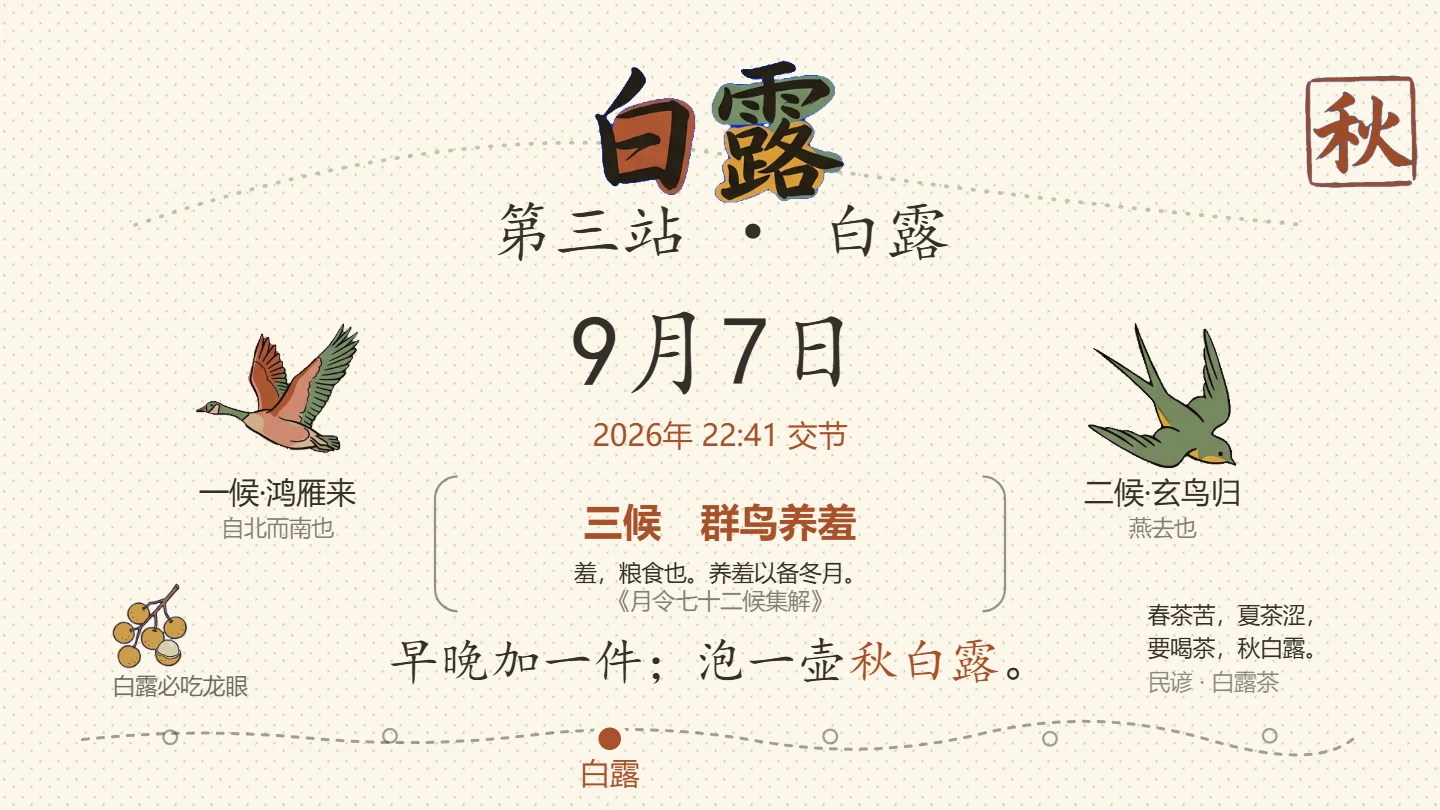 白露
秋
第三站 · 白露
9月7日
2026年 22:41 交节
一候·鸿雁来
自北而南也
二候·玄鸟归
燕去也
三候 群鸟养羞
羞，粮食也。养羞以备冬月。
《月令七十二候集解》
白露必吃龙眼
早晚加一件；泡一壶秋白露。
春茶苦，夏茶涩，
要喝茶，秋白露。
民谚 · 白露茶
白露